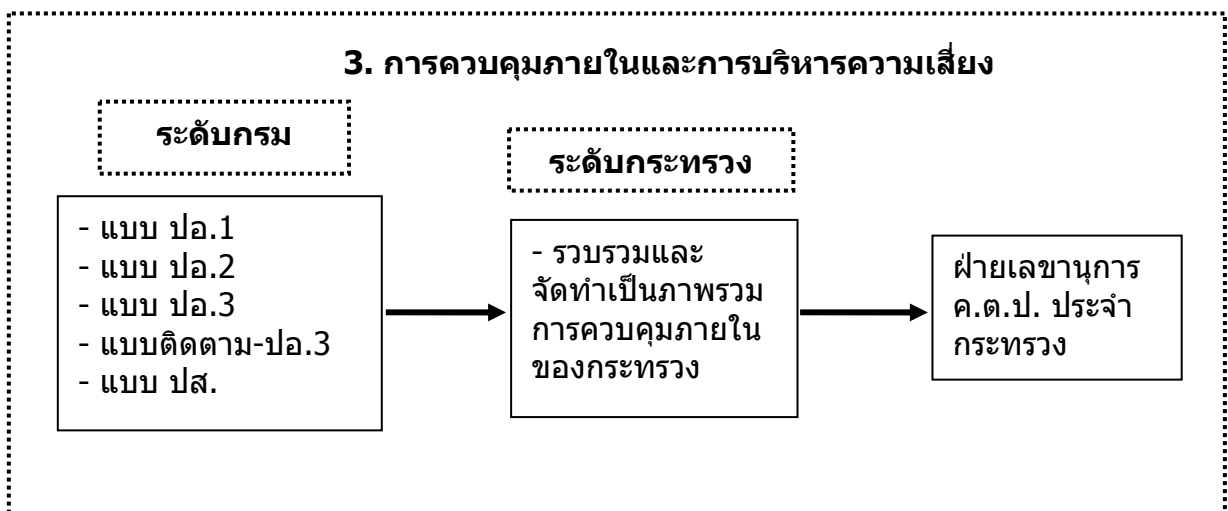 3. การควบคุมภายในและการบริหารความเสี่ยง
ระดับกรม
- แบบ ปอ.1
- แบบ ปอ.2
- แบบ ปอ.3
- แบบติดตาม-ปอ.3
- แบบ ปส.
ระดับกระทรวง
- รวบรวมและ
จัดทำเป็นภาพรวม
การควบคุมภายใน
ของกระทรวง
ฝ่ายเลขานุการ
ค.ต.ป. ประจำ
กระทรวง